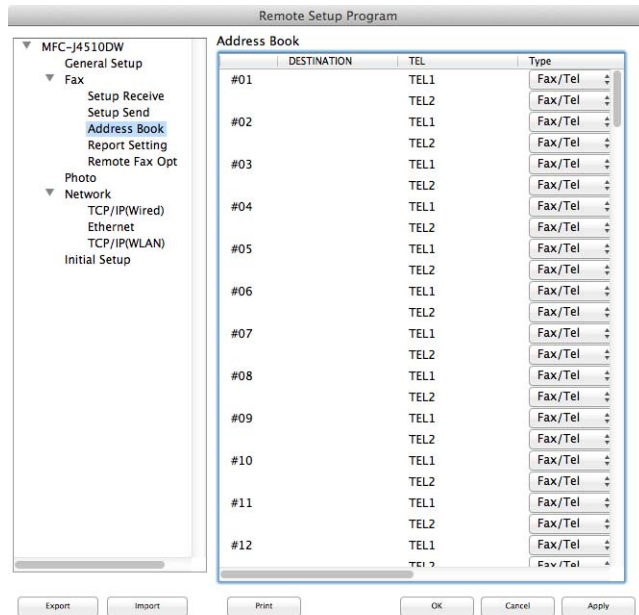 Remote Setup Program
MFC-J4510DW
General Setup
Fax
Setup Receive
Setup Send
Address Book
Report Setting
Remote Fax Opt
Photo
Network
TCP/IP(Wired)
Ethernet
TCP/IP(WLAN)
Initial Setup
Address Book
DESTINATION TEL Type
#01 TEL1 Fax/Tel
TEL2 Fax/Tel
#02 TEL1 Fax/Tel
TEL2 Fax/Tel
#03 TEL1 Fax/Tel
TEL2 Fax/Tel
#04 TEL1 Fax/Tel
TEL2 Fax/Tel
#05 TEL1 Fax/Tel
TEL2 Fax/Tel
#06 TEL1 Fax/Tel
TEL2 Fax/Tel
#07 TEL1 Fax/Tel
TEL2 Fax/Tel
#08 TEL1 Fax/Tel
TEL2 Fax/Tel
#09 TEL1 Fax/Tel
TEL2 Fax/Tel
#10 TEL1 Fax/Tel
TEL2 Fax/Tel
#11 TEL1 Fax/Tel
TEL2 Fax/Tel
#12 TEL1 Fax/Tel
TEL2 Fax/Tel
Export Import Print OK Cancel Apply